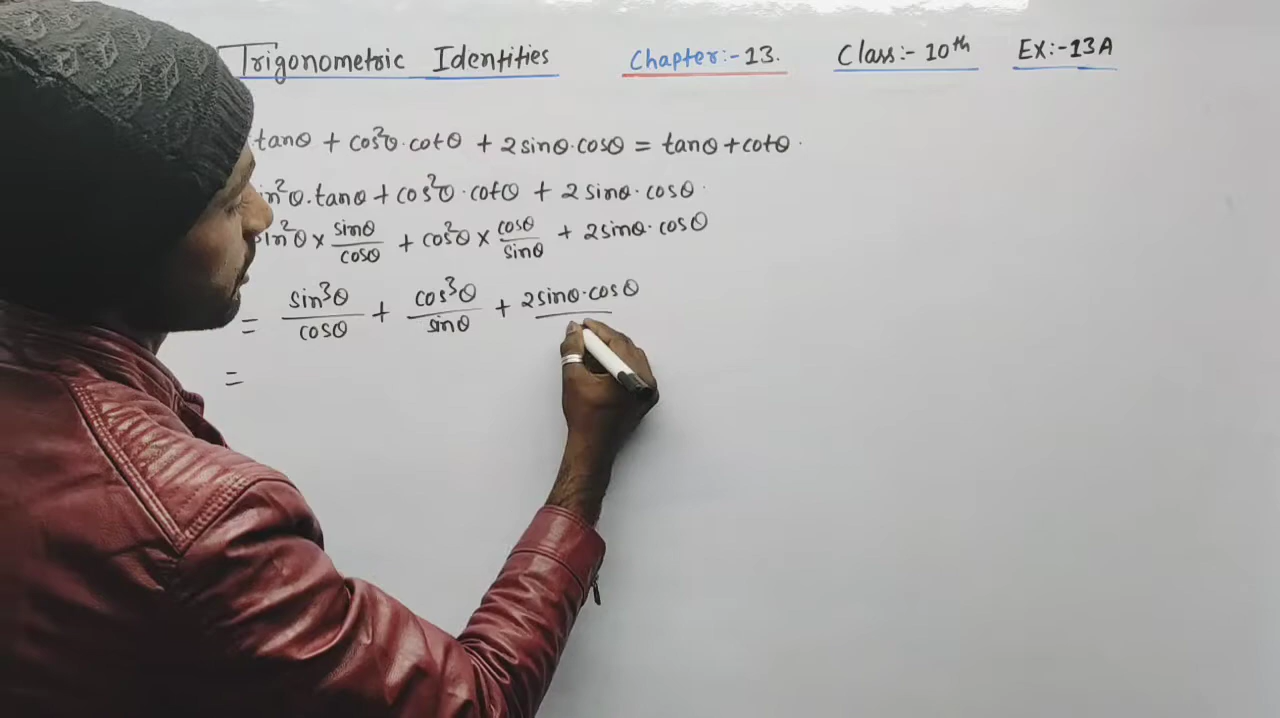 Trigonometric Identities Chapter:-13. Class:- 10th Ex:-13A
tanθ + cos²θ·cotθ + 2sinθ·cosθ = tanθ + cotθ.
in²θ.tanθ + cos²θ·cotθ + 2 sinθ·cosθ.
sin²θ × sinθ/cosθ + cos²θ × cosθ/sinθ + 2sinθ·cosθ
= sin³θ/cosθ + cos³θ/sinθ + 2sinθ·cosθ
=